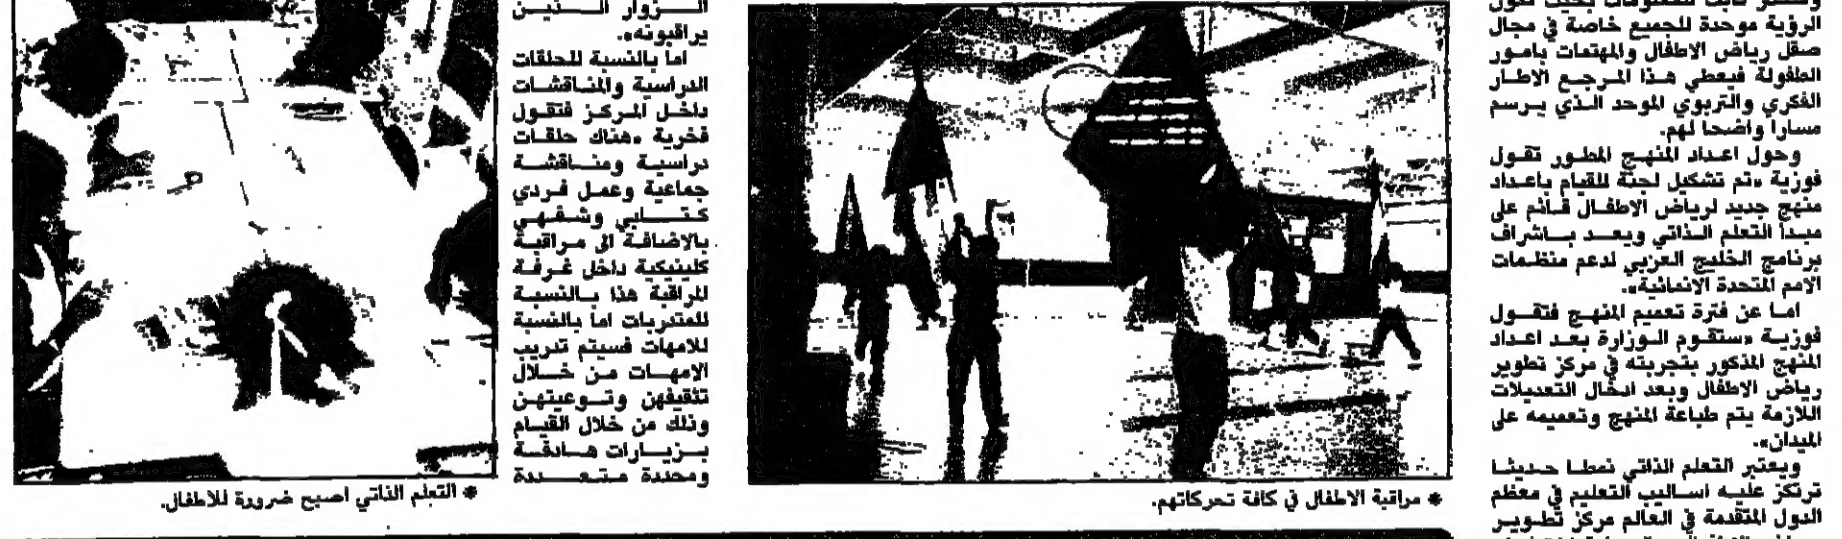 الرؤية موحدة للجميع خاصة في مجال
صقل رياض الاطفال والمهتمات بامور
الطفولة فيعطي هذا المرجع الاطار
الفكري والتربوي الموحد الذي يرسم
مسارا واضحا لهم.
وحول اعداد المنهج المطور تقول
فوزية «تم تشكيل لجنة للقيام باعداد
منهج جديد لرياض الاطفال قائم على
مبدأ التعلم الذاتي ويعد باشراف
برنامج الخليج العربي لدعم منظمات
الامم المتحدة الانمائية».
اما عن فترة تعميم المنهج فتقول
فوزية «ستقوم الوزارة بعد اعداد
المنهج المذكور بتجربته في مركز تطوير
رياض الاطفال وبعد ادخال التعديلات
اللازمة يتم طباعة المنهج وتعميمه على
الميدان».
ويعتبر التعلم الذاتي نمطا حديثا
ترتكز عليه اساليب التعليم في معظم
الدول المتقدمة في العالم مركز تطوير
* مراقبة الاطفال في كافة تحركاتهم.
الزوار الذين
يراقبونه».
اما بالنسبة للحلقات
الدراسية والمناقشات
داخل المركز فتقول
فخرية «هناك حلقات
دراسية ومناقشة
جماعية وعمل فردي
كتابي وشفهي
بالاضافة الى مراقبة
كلينيكية داخل غرفة
المراقبة هذا بالنسبة
للمتدربات اما بالنسبة
للامهات فسيتم تدريب
الامهات من خلال
تثقيفهن وتوعيتهن
وذلك من خلال القيام
بزيارات هادفة
ومحددة متعددة
* التعلم الذاتي اصبح ضرورة للاطفال.